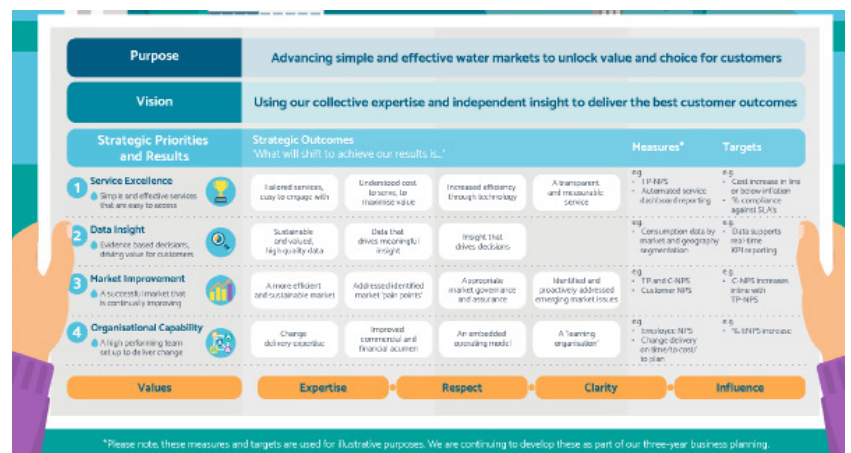 Purpose
Advancing simple and effective water markets to unlock value and choice for customers
Vision
Using our collective expertise and independent insight to deliver the best customer outcomes
Strategic Priorities
and Results
Strategic Outcomes
'What will shift to achieve our results is...'
Measures*
Targets
1
Service Excellence
Simple and effective services
that are easy to access
Tailored services,
easy to engage with
Understood cost
to serve, to
maximise value
Increased efficiency
through technology
A transparent
and measurable
service
e.g.
• TP-NPS
• Automated service
dashboard reporting
e.g.
• Cost increase in line
or below inflation
• % compliance
against SLA's
2
Data Insight
Evidence based decisions,
driving value for customers
Sustainable
and valued,
high quality data
Data that
drives meaningful
insight
Insight that
drives decisions
e.g.
• Consumption data by
market and geography
segmentation
e.g.
• Data supports
real-time
KPI reporting
3
Market Improvement
A successful market that
is continually improving
A more efficient
and sustainable market
Addressed identified
market 'pain points'
Appropriate
market governance
and assurance
Identified and
proactively addressed
emerging market issues
e.g.
• TP and C-NPS
• Customer NPS
e.g.
• C-NPS increases
inline with
TP-NPS
4
Organisational Capability
A high performing team
set up to deliver change
Change
delivery expertise
Improved
commercial and
financial acumen
An embedded
operating model
A 'learning
organisation'
e.g.
• Employee NPS
• Change delivery
on time/to cost/
to plan
e.g.
• %-ENPS increase
Values
Expertise
Respect
Clarity
Influence
*Please note, these measures and targets are used for illustrative purposes. We are continuing to develop these as part of our three-year business planning.